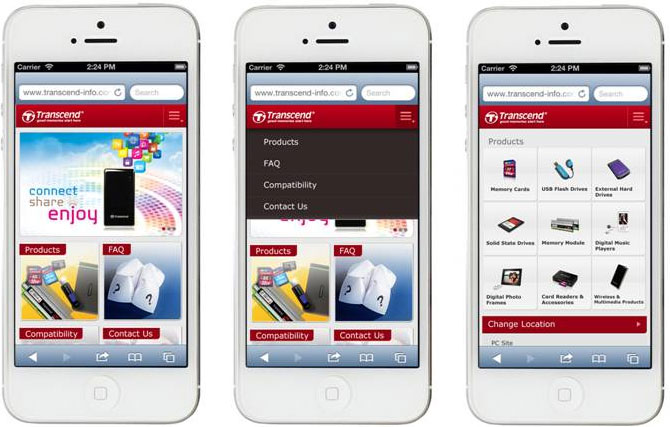 Carrier 2:24 PM
www.transcend-info.co
Search
Transcend
good memories start here
connect
share
enjoy
Transcend
Products
FAQ
Compatibility
Contact Us
Carrier 2:24 PM
www.transcend-info.co
Search
Transcend
good memories start here
Products
FAQ
Compatibility
Contact Us
Products
FAQ
Compatibility
Contact Us
Carrier 2:24 PM
www.transcend-info.co
Search
Transcend
good memories start here
Products
Memory Cards
USB Flash Drives
External Hard
Drives
Solid State Drives
Memory Module
Digital Music
Players
Digital Photo
Frames
Card Readers &
Accessories
Wireless &
Multimedia Products
Change Location
PC Site